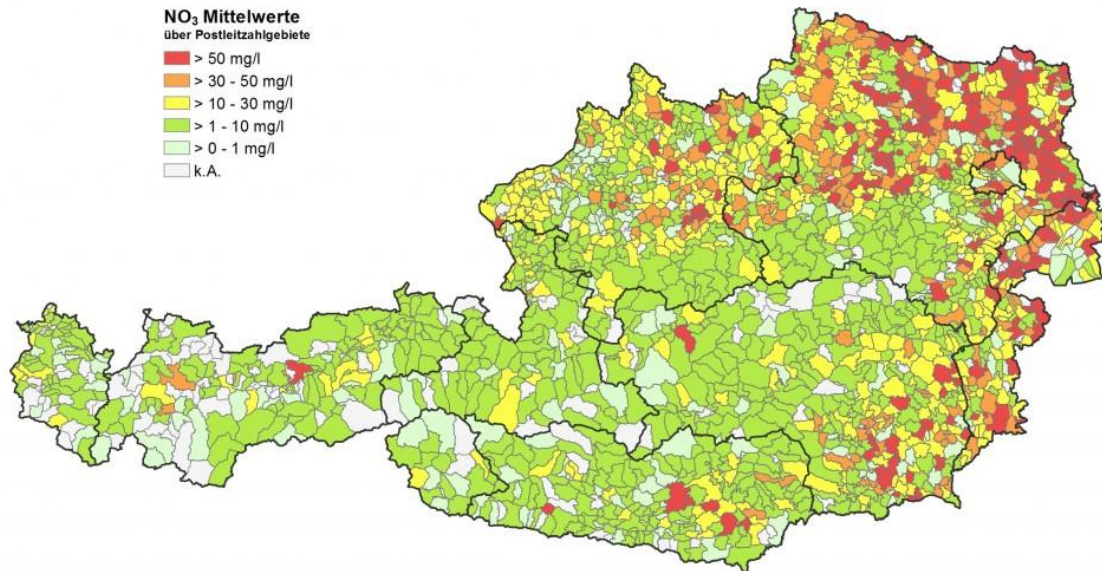 NO₃ Mittelwerte
über Postleitzahlgebiete
> 50 mg/l
> 30 - 50 mg/l
> 10 - 30 mg/l
> 1 - 10 mg/l
> 0 - 1 mg/l
k.A.